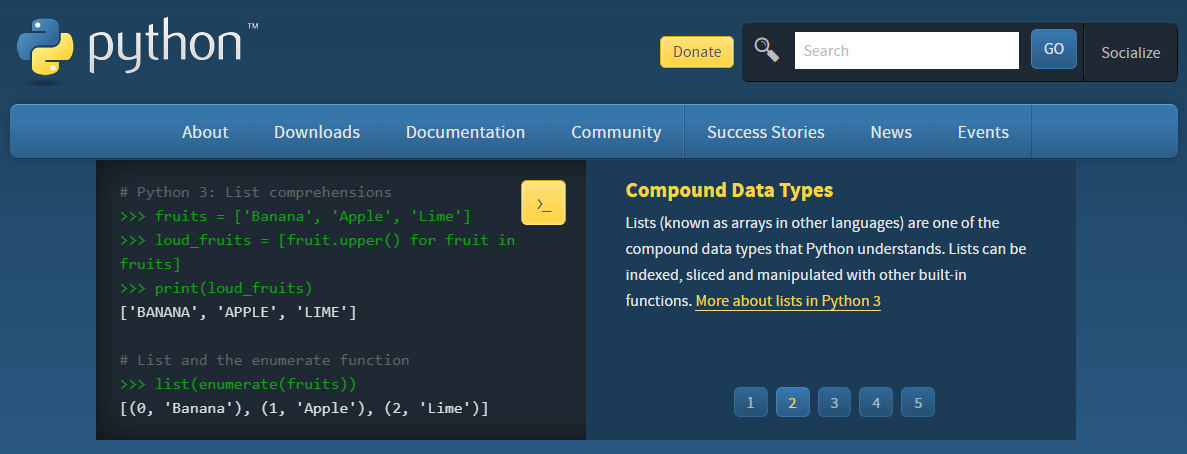 python™
Donate
Search
GO
Socialize
About Downloads Documentation Community Success Stories News Events
# Python 3: List comprehensions
>>> fruits = ['Banana', 'Apple', 'Lime']
>>> loud_fruits = [fruit.upper() for fruit in
fruits]
>>> print(loud_fruits)
['BANANA', 'APPLE', 'LIME']
# List and the enumerate function
>>> list(enumerate(fruits))
[(0, 'Banana'), (1, 'Apple'), (2, 'Lime')]
>_
Compound Data Types
Lists (known as arrays in other languages) are one of the
compound data types that Python understands. Lists can be
indexed, sliced and manipulated with other built-in
functions. More about lists in Python 3
1 2 3 4 5